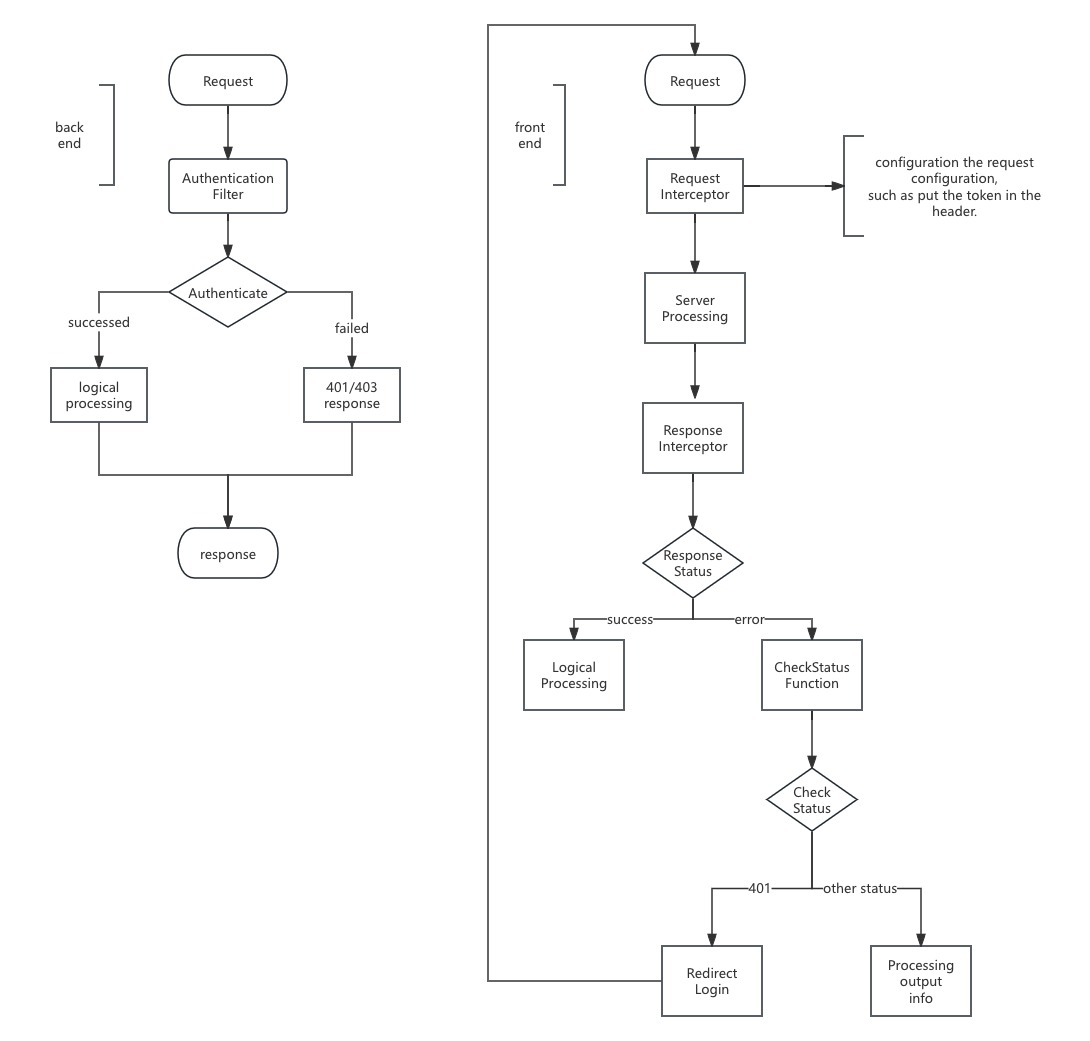 back
end
Request
Authentication
Filter
Authenticate
successed
failed
logical
processing
401/403
response
response
front
end
Request
Request
Interceptor
configuration the request
configuration,
such as put the token in the
header.
Server
Processing
Response
Interceptor
Response
Status
success
error
Logical
Processing
CheckStatus
Function
Check
Status
401
other status
Redirect
Login
Processing
output
info